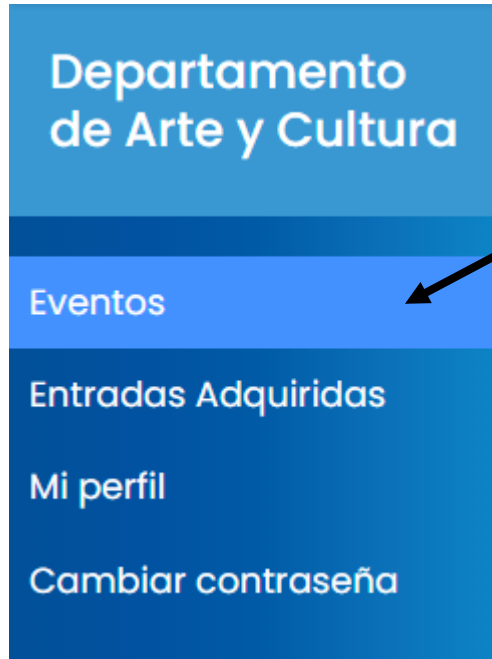 Departamento
de Arte y Cultura
Eventos
Entradas Adquiridas
Mi perfil
Cambiar contraseña